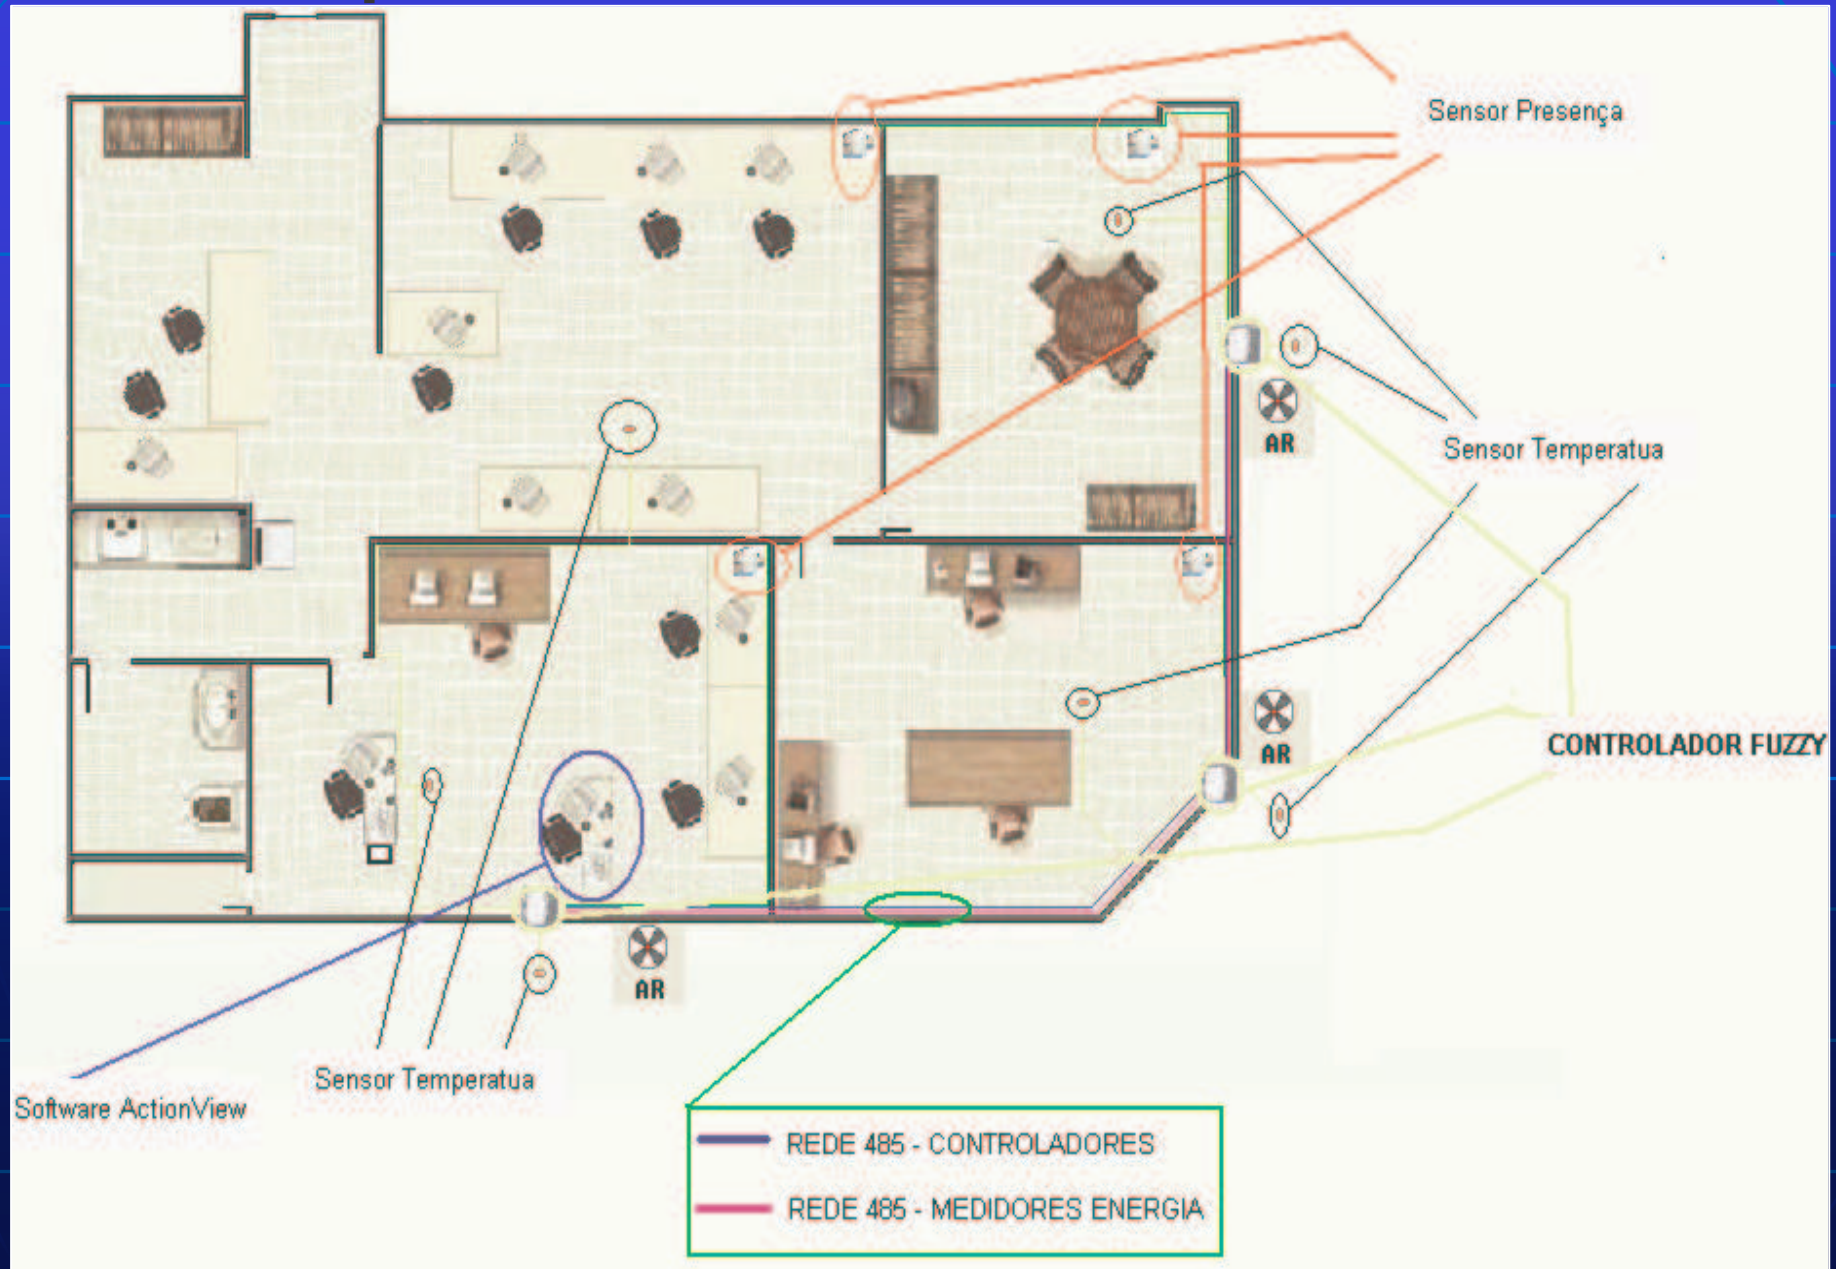 Sensor Presença
AR
Sensor Temperatua
AR
CONTROLADOR FUZZY
AR
Sensor Temperatua
Software ActionView
REDE 485 - CONTROLADORES
REDE 485 - MEDIDORES ENERGIA